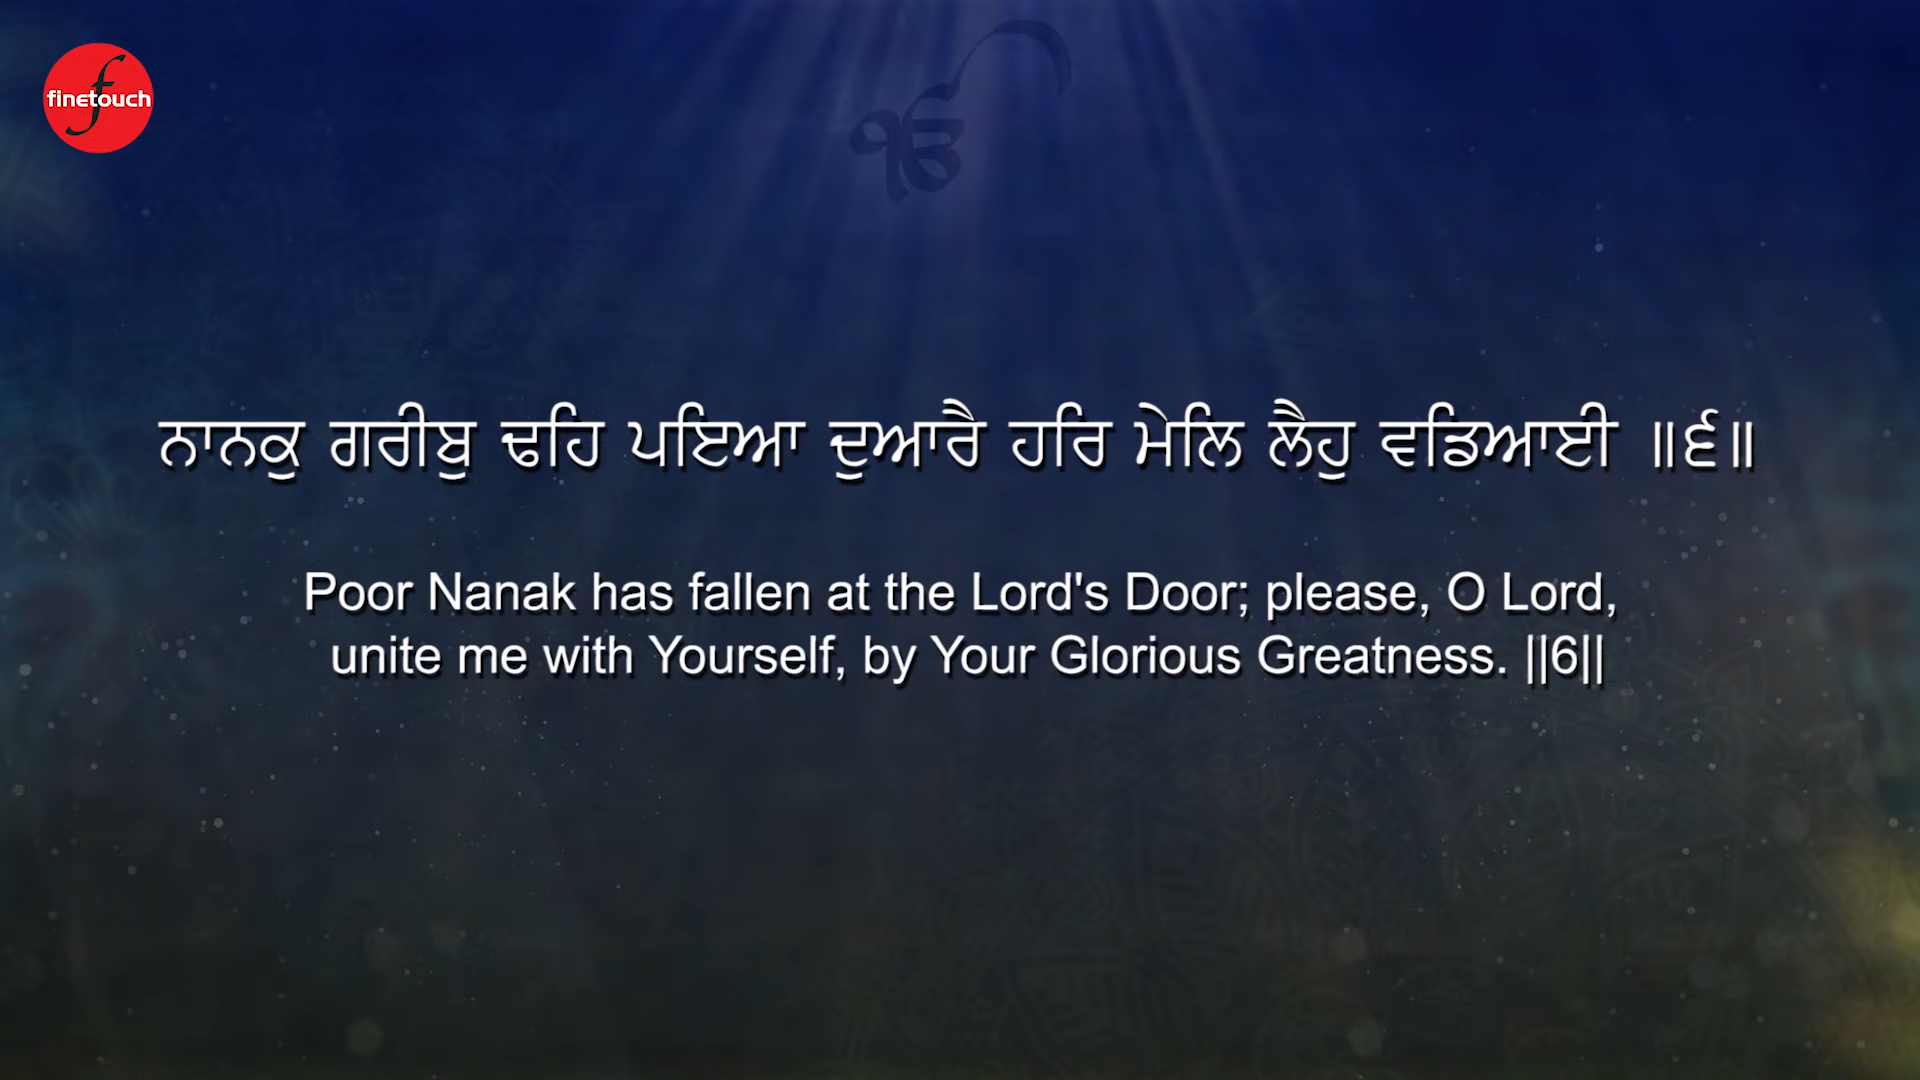 finetouch
ੴ
ਨਾਨਕੁ ਗਰੀਬੁ ਢਹਿ ਪਇਆ ਦੁਆਰੈ ਹਰਿ ਮੇਲਿ ਲੈਹੁ ਵਡਿਆਈ ॥੬॥
Poor Nanak has fallen at the Lord's Door; please, O Lord,
unite me with Yourself, by Your Glorious Greatness. ||6||